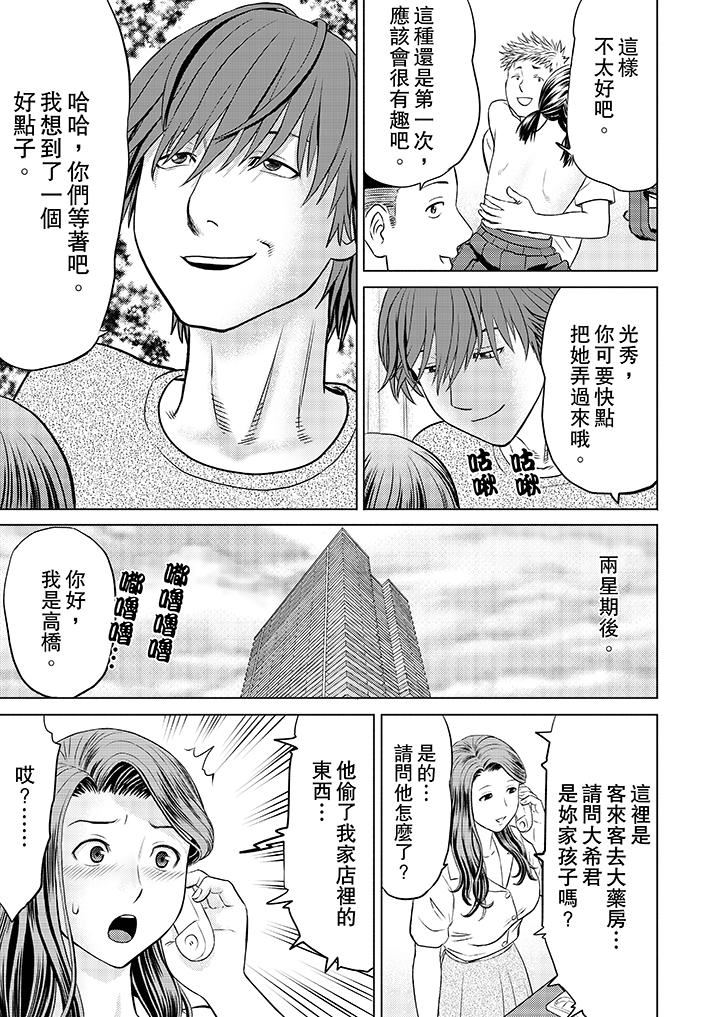 這樣
不太好吧。
這種還是第一次，
應該會很有趣吧。
光秀，
你可要快點
把她弄過來哦。
咕啾
咕啾
哈哈，你們等著吧。
我想到了一個
好點子。
兩星期後。
嘟嚕嚕嚕
嘟嚕嚕…
你好，
我是高橋。
這裡是
客來客去大藥房…
請問大希君
是妳家孩子嗎？
是的…
請問他怎麼了？
他偷了我家店裡的
東西…
哎？……